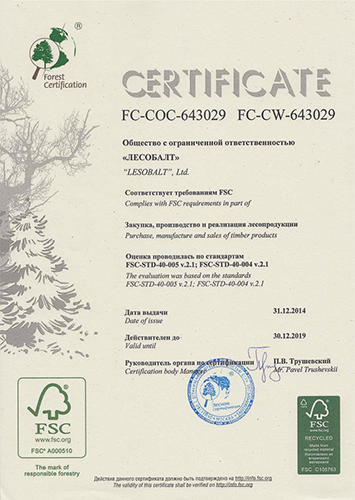 ®
Forest
Certification
CERTIFICATE
FC-COC-643029 FC-CW-643029
Общество с ограниченной ответственностью
«ЛЕСОБАЛТ»
"LESOBALT", Ltd.
Соответствует требованиям FSC
Complies with FSC requirements in part of
Закупка, производство и реализация лесопродукции
Purchase, manufacture and sales of timber products
Оценка проводилась по стандартам
FSC-STD-40-005 v.2.1; FSC-STD-40-004 v.2.1
The evaluation was based on the standards
FSC-STD-40-005 v.2.1; FSC-STD-40-004 v.2.1
Дата выдачи 31.12.2014
Date of issue
Действителен до 30.12.2019
Valid until
Руководитель органа по сертификации П.В. Трушевский
Certification body Manager Mr. Pavel Trushevskii
Лесная
сертификация
FSC
www.fsc.org
FSC® A000510
The mark of
responsible forestry
FSC
www.fsc.org
RECYCLED
Made from
recycled material
Изготовлено из
вторичного
материала
FSC C105763
Действие данного сертификата должно быть подтверждено на http://info.fsc.org
The validity of this certificate shall be verified on http://info.fsc.org